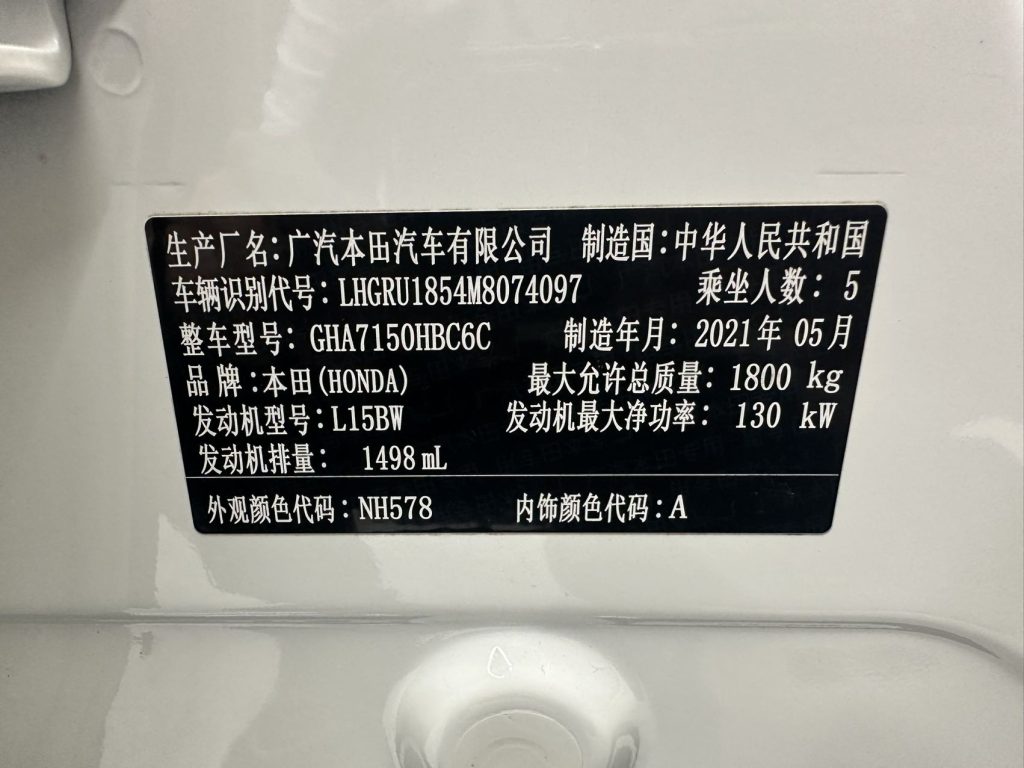 生产厂名:广汽本田汽车有限公司 制造国:中华人民共和国
车辆识别代号:LHGRU1854M8074097 乘坐人数: 5
整车型号: GHA7150HBC6C 制造年月: 2021年 05月
品 牌:本田(HONDA) 最大允许总质量: 1800 kg
发动机型号:L15BW 发动机最大净功率: 130 kW
发动机排量: 1498 mL
外观颜色代码:NH578 内饰颜色代码:A